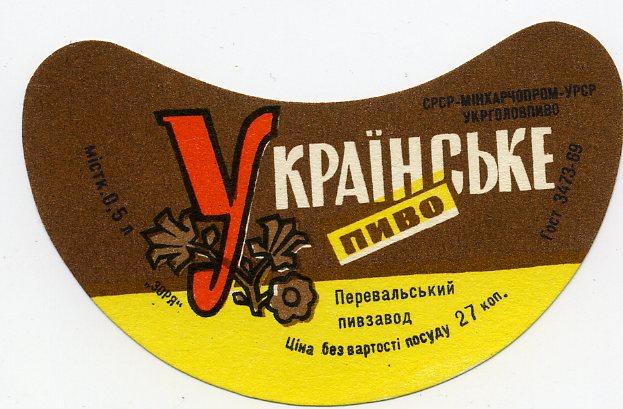 СРСР-МІНХАРЧОПРОМ-УРСР
УКРГОЛОВПИВО
УКРАЇНСЬКЕ
ПИВО
містк. 0,5 л
Гост 3473-69
„ЗОРЯ“
Перевальський
пивзавод
Ціна без вартості посуду 27 коп.